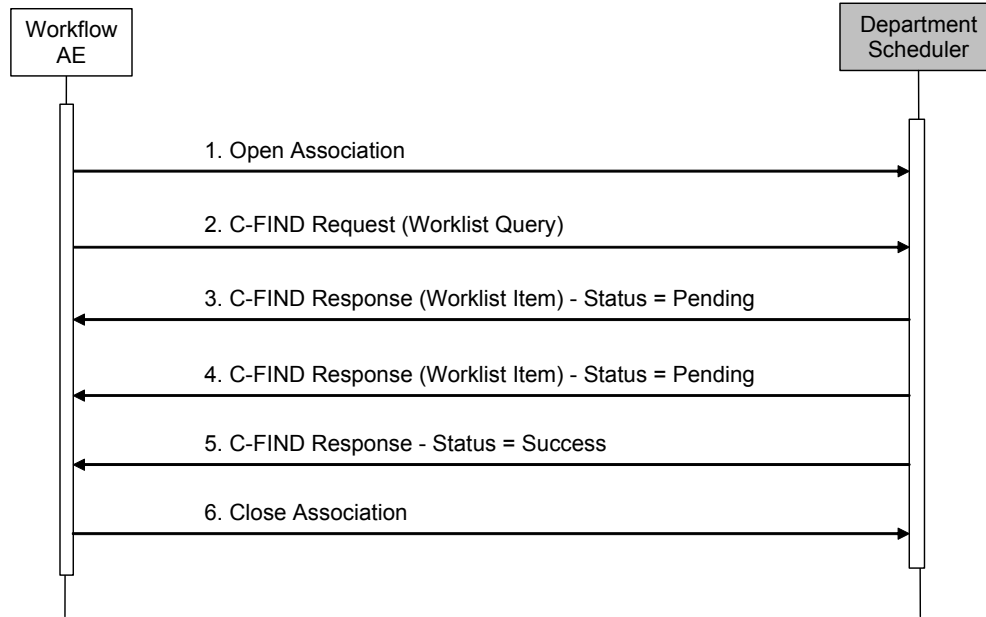 Workflow
AE
Department
Scheduler
1. Open Association
2. C-FIND Request (Worklist Query)
3. C-FIND Response (Worklist Item) - Status = Pending
4. C-FIND Response (Worklist Item) - Status = Pending
5. C-FIND Response - Status = Success
6. Close Association